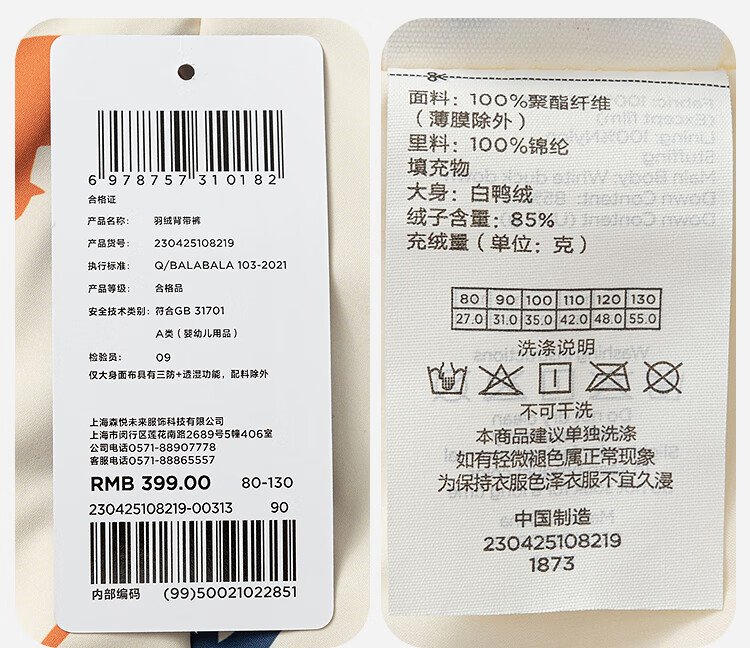 6 978757 310182
合格证
产品名称: 羽绒背带裤
产品货号: 230425108219
执行标准: Q/BALABALA 103-2021
产品等级: 合格品
安全技术类别: 符合GB 31701
A类（婴幼儿用品）
检验员: 09
仅大身面布具有三防+透湿功能，配料除外
上海森悦未来服饰科技有限公司
上海市闵行区莲花南路2689号5幢406室
公司电话0571-88907778
客服电话0571-88865557
RMB 399.00 80-130
230425108219-00313 90
内部编码 (99)50021022851
面料: 100%聚酯纤维
（薄膜除外）
里料: 100%锦纶
填充物
大身: 白鸭绒
绒子含量: 85%
充绒量（单位: 克）
80 90 100 110 120 130
27.0 31.0 35.0 42.0 48.0 55.0
洗涤说明
不可干洗
本商品建议单独洗涤
如有轻微褪色属正常现象
为保持衣服色泽衣服不宜久浸
中国制造
230425108219
1873